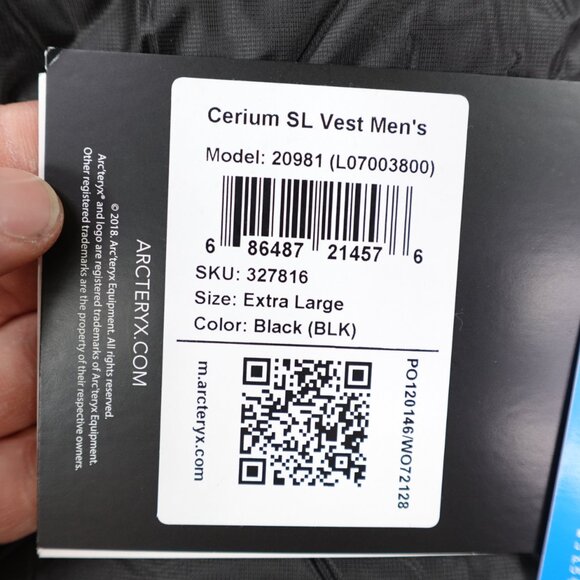 Cerium SL Vest Men's
Model: 20981 (L07003800)
6 86487 21457 6
SKU: 327816
Size: Extra Large
Color: Black (BLK)
m.arcteryx.com
PO120146/WO72128
ARCTERYX.COM
© 2018. Arc'teryx Equipment. All rights reserved.
Arc'teryx® and logo are registered trademarks of Arc'teryx Equipment.
Other registered trademarks are the property of their respective owners.